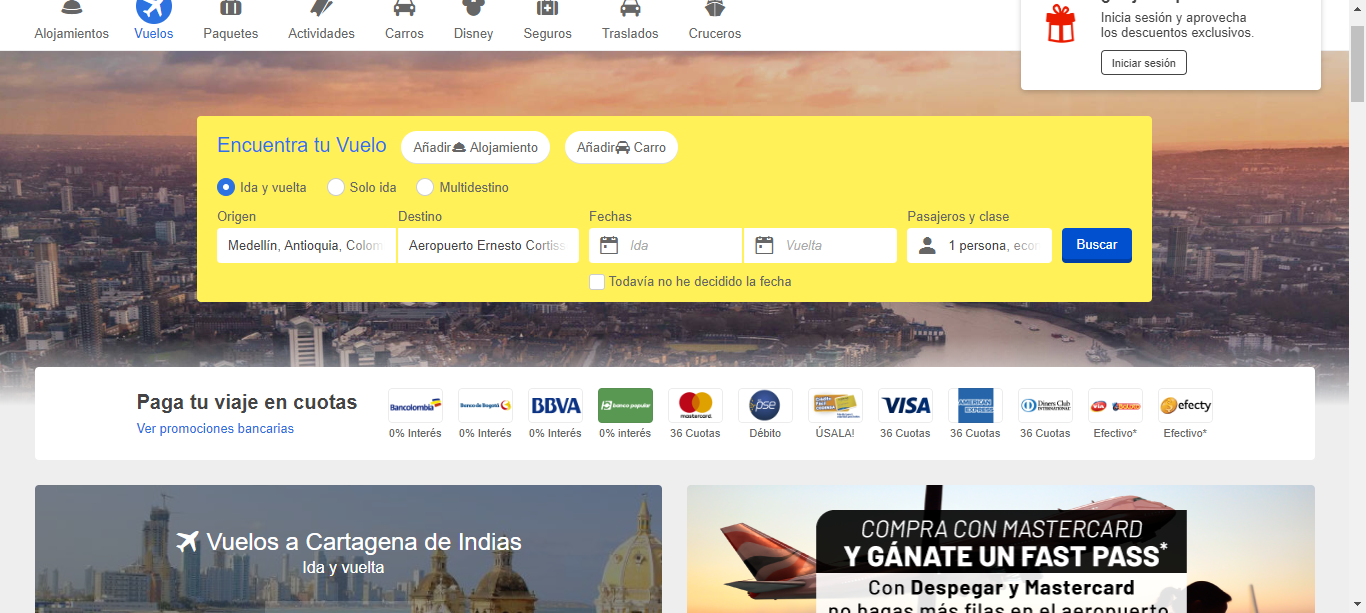 Alojamientos Vuelos Paquetes Actividades Carros Disney Seguros Traslados Cruceros
Inicia sesión y aprovecha
los descuentos exclusivos.
Iniciar sesión
Encuentra tu Vuelo Añadir Alojamiento Añadir Carro
Ida y vuelta Solo ida Multidestino
Origen Destino Fechas Pasajeros y clase
Medellín, Antioquia, Colom Aeropuerto Ernesto Cortiss Ida Vuelta 1 persona, econ Buscar
Todavía no he decidido la fecha
Paga tu viaje en cuotas
Ver promociones bancarias
Bancolombia Banco de Bogotá BBVA banco popular mastercard pse VISA AMERICAN EXPRESS Diners Club INTERNATIONAL via efecty
0% Interés 0% Interés 0% Interés 0% interés 36 Cuotas Débito ÚSALA! 36 Cuotas 36 Cuotas 36 Cuotas Efectivo* Efectivo*
Vuelos a Cartagena de Indias
Ida y vuelta
COMPRA CON MASTERCARD
Y GÁNATE UN FAST PASS*
Con Despegar y Mastercard
no hagas más filas en el aeropuerto